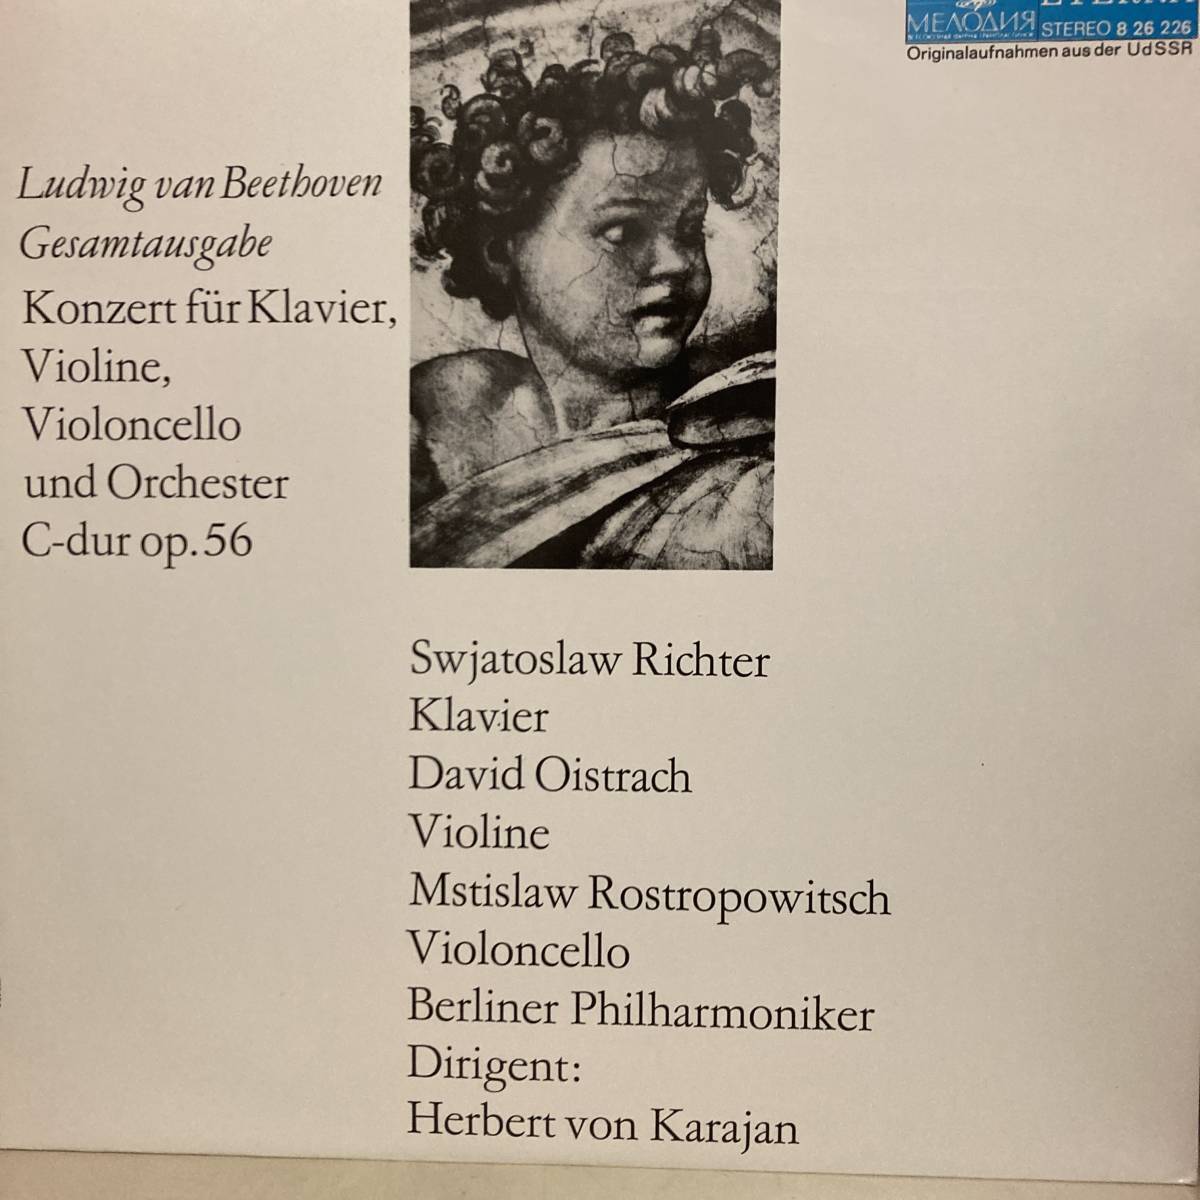 МЕЛОДИЯ
STEREO 8 26 226
Originalaufnahmen aus der UdSSR
Ludwig van Beethoven
Gesamtausgabe
Konzert für Klavier,
Violine,
Violoncello
und Orchester
C-dur op. 56
Swjatoslaw Richter
Klavier
David Oistrach
Violine
Mstislaw Rostropowitsch
Violoncello
Berliner Philharmoniker
Dirigent:
Herbert von Karajan